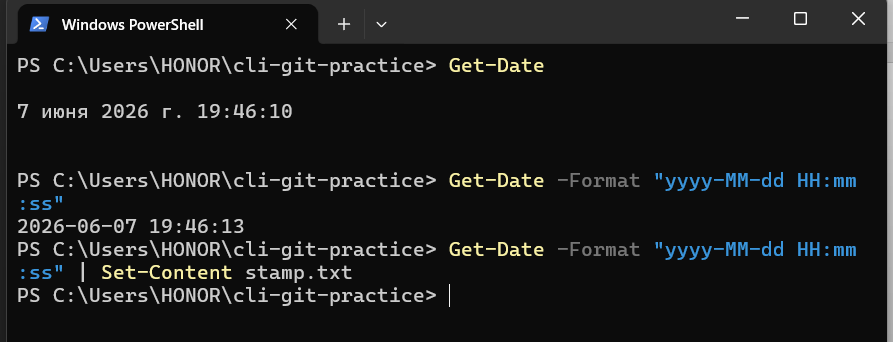 Windows PowerShell
PS C:\Users\HONOR\cli-git-practice> Get-Date
7 июня 2026 г. 19:46:10
PS C:\Users\HONOR\cli-git-practice> Get-Date -Format "yyyy-MM-dd HH:mm
:ss"
2026-06-07 19:46:13
PS C:\Users\HONOR\cli-git-practice> Get-Date -Format "yyyy-MM-dd HH:mm
:ss" | Set-Content stamp.txt
PS C:\Users\HONOR\cli-git-practice>